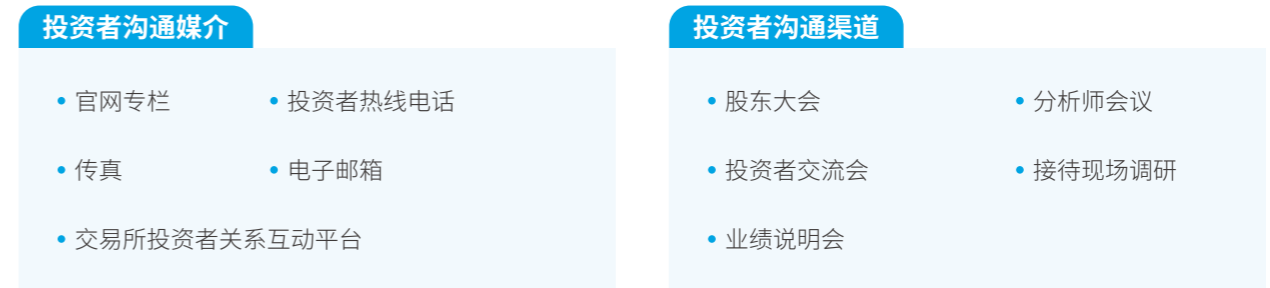 投资者沟通媒介
• 官网专栏
• 投资者热线电话
• 传真
• 电子邮箱
• 交易所投资者关系互动平台
投资者沟通渠道
• 股东大会
• 分析师会议
• 投资者交流会
• 接待现场调研
• 业绩说明会